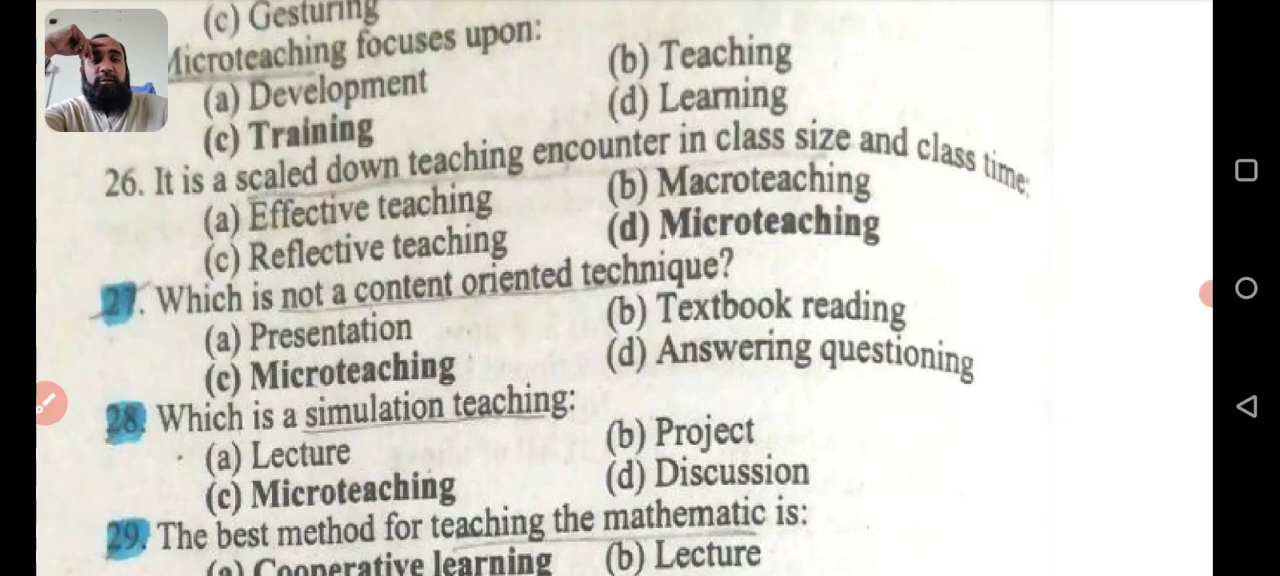 (c) Gesturing
Microteaching focuses upon:
(a) Development (b) Teaching
(c) Training (d) Learning
26. It is a scaled down teaching encounter in class size and class time:
(a) Effective teaching (b) Macroteaching
(c) Reflective teaching (d) Microteaching
27. Which is not a content oriented technique?
(a) Presentation (b) Textbook reading
(c) Microteaching (d) Answering questioning
28. Which is a simulation teaching:
(a) Lecture (b) Project
(c) Microteaching (d) Discussion
29. The best method for teaching the mathematic is:
(a) Cooperative learning (b) Lecture